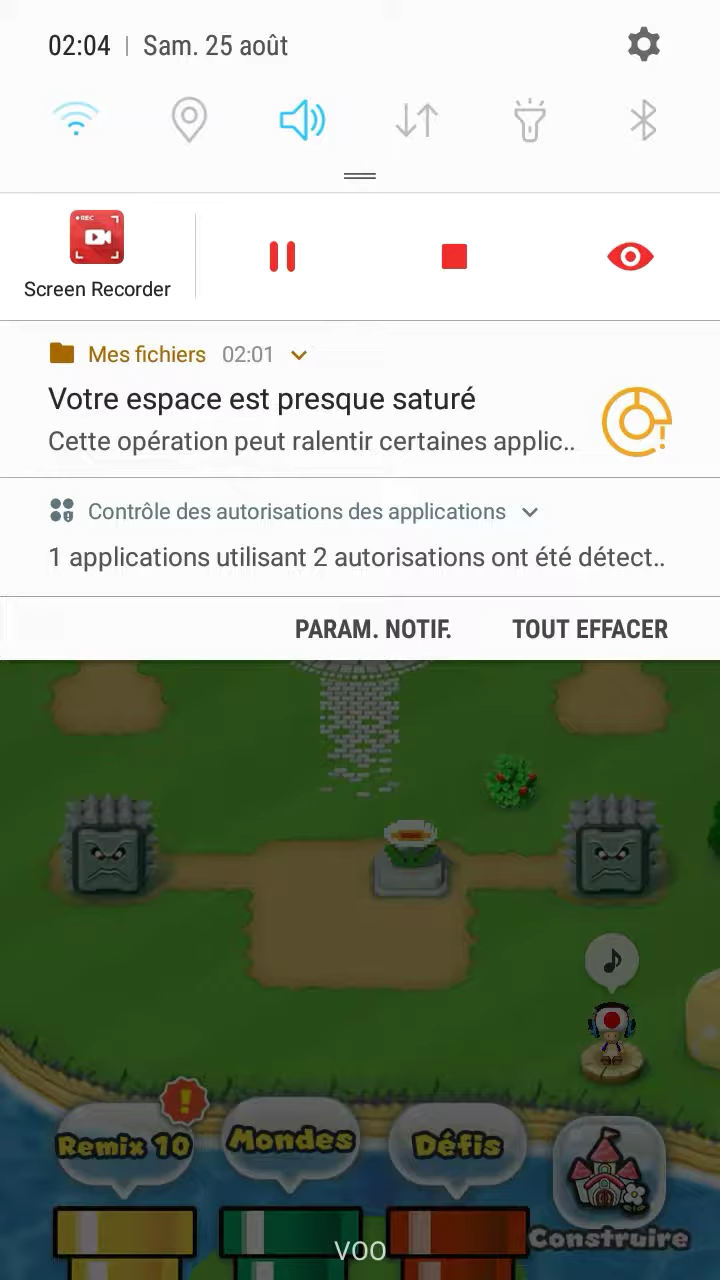 02:04 | Sam. 25 août
REC
Screen Recorder
Mes fichiers 02:01
Votre espace est presque saturé
Cette opération peut ralentir certaines applic..
Contrôle des autorisations des applications
1 applications utilisant 2 autorisations ont été détect..
PARAM. NOTIF. TOUT EFFACER
!
Remix 10 Mondes Défis
Construire
VOO